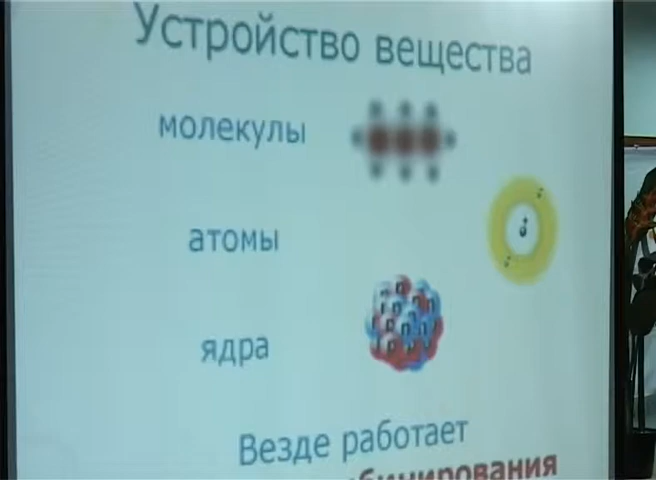 Устройство вещества
молекулы
атомы
ядра
Везде работает